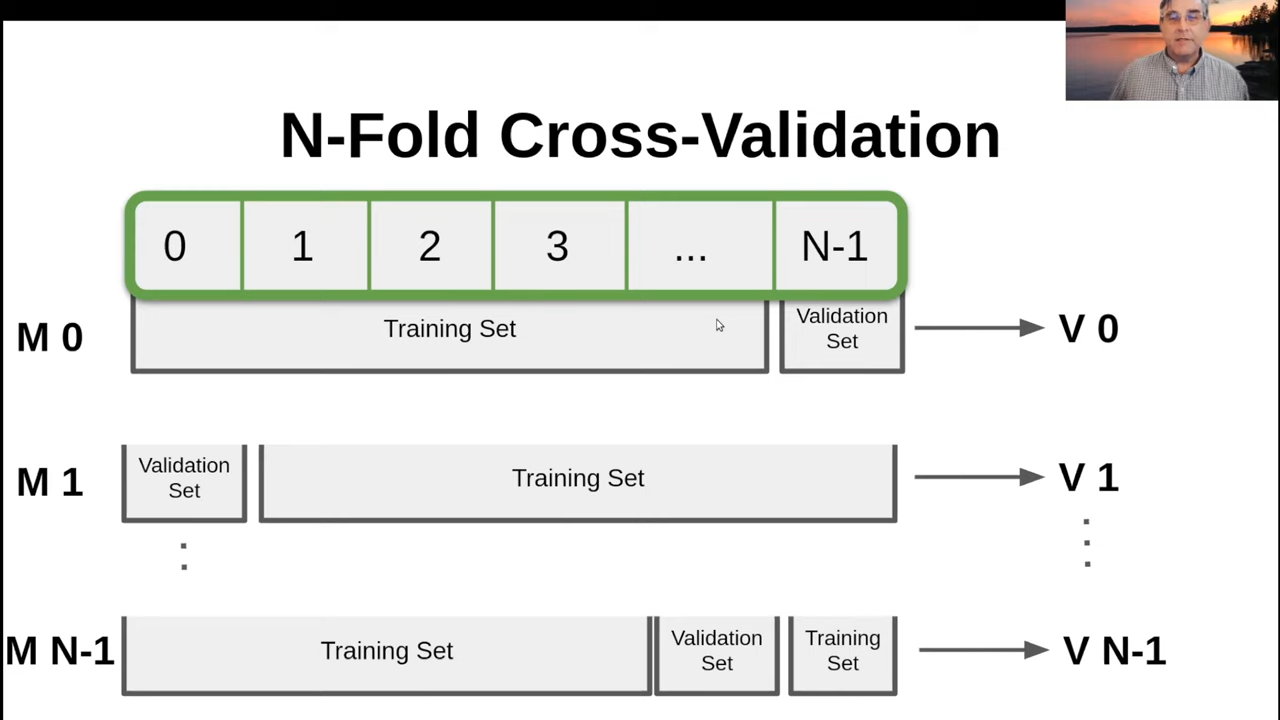 N-Fold Cross-Validation
0 1 2 3 ... N-1
M 0 Training Set Validation Set V 0
M 1 Validation Set Training Set V 1
M N-1 Training Set Validation Set Training Set V N-1